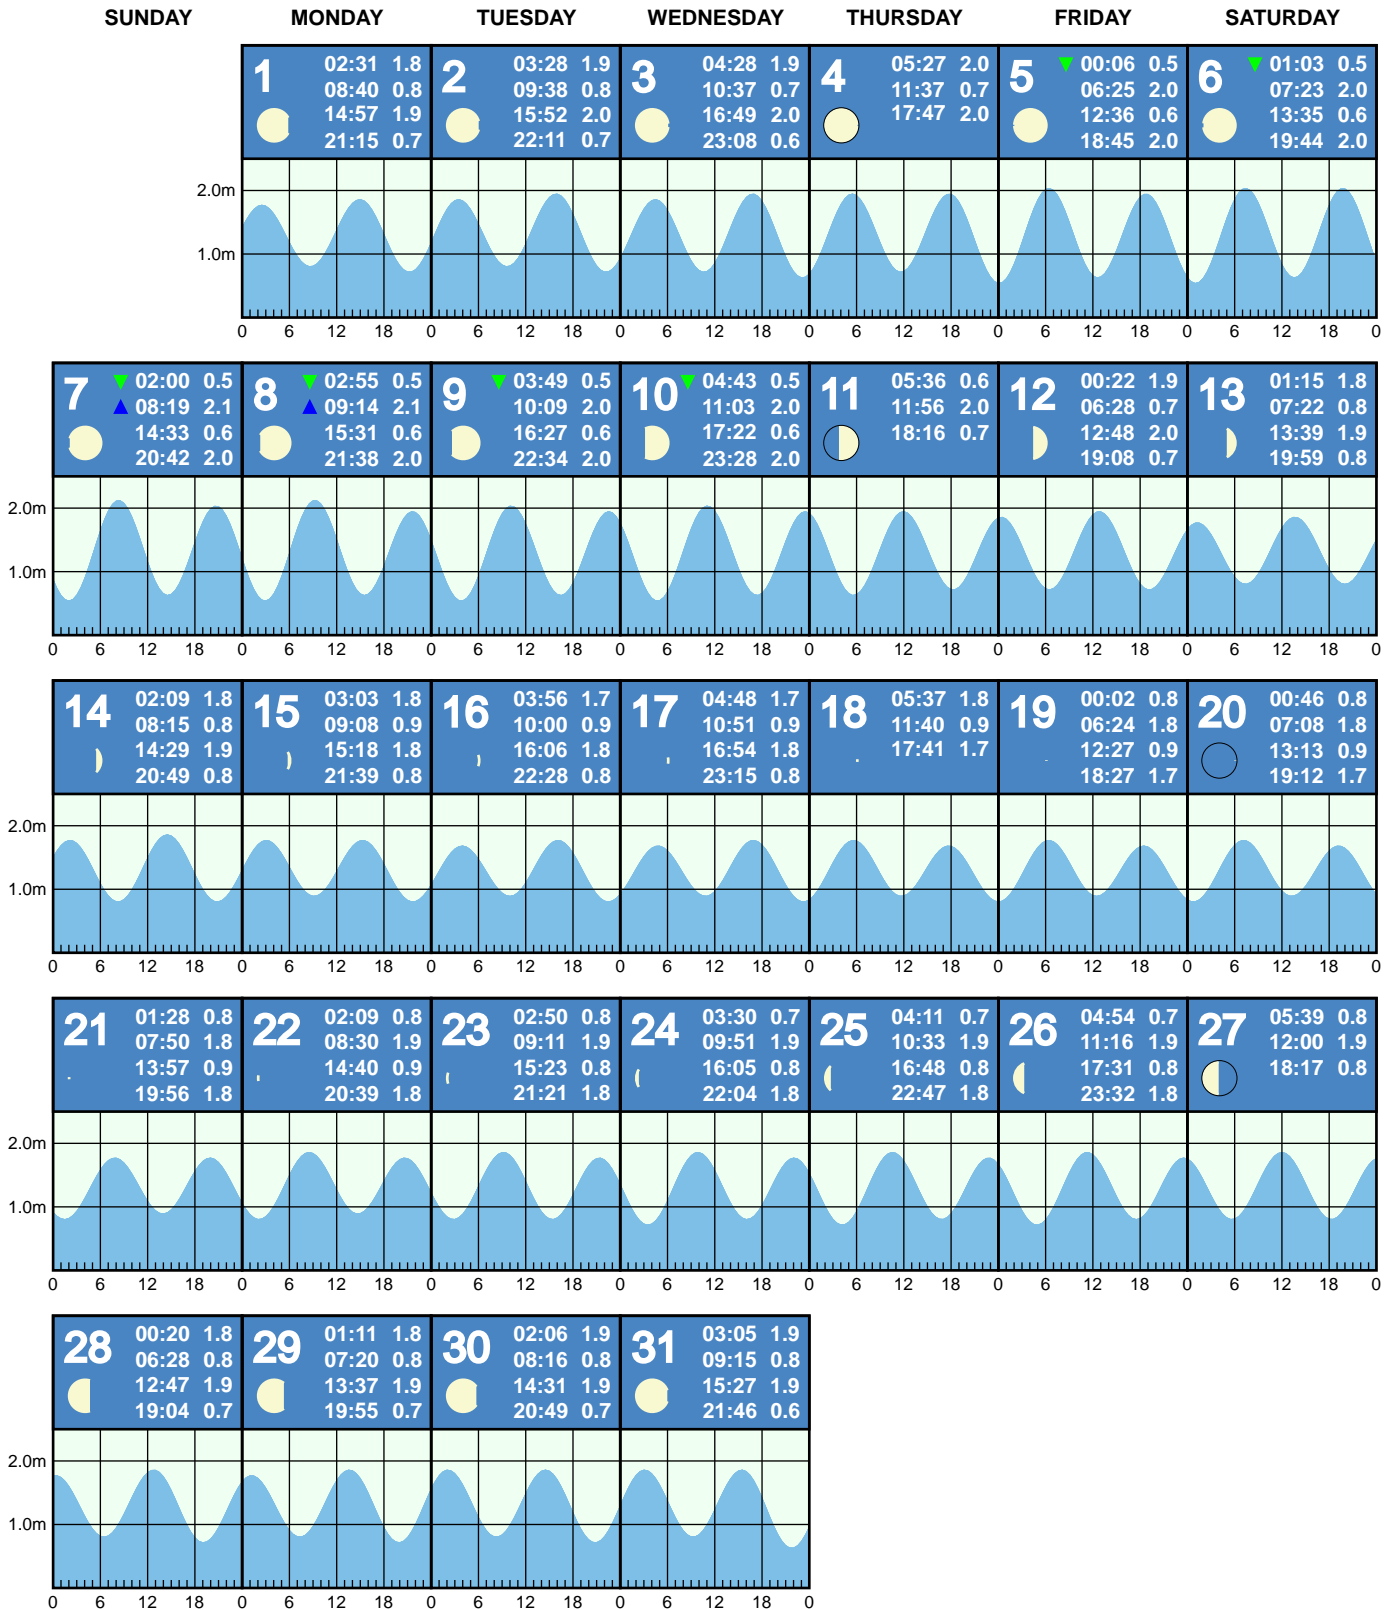 SUNDAY MONDAY TUESDAY WEDNESDAY THURSDAY FRIDAY SATURDAY
1 02:31 1.8
08:40 0.8
14:57 1.9
21:15 0.7
2 03:28 1.9
09:38 0.8
15:52 2.0
22:11 0.7
3 04:28 1.9
10:37 0.7
16:49 2.0
23:08 0.6
4 05:27 2.0
11:37 0.7
17:47 2.0
5 00:06 0.5
06:25 2.0
12:36 0.6
18:45 2.0
6 01:03 0.5
07:23 2.0
13:35 0.6
19:44 2.0
2.0m
1.0m
0 6 12 18 0 6 12 18 0 6 12 18 0 6 12 18 0 6 12 18 0 6 12 18 0
7 02:00 0.5
08:19 2.1
14:33 0.6
20:42 2.0
8 02:55 0.5
09:14 2.1
15:31 0.6
21:38 2.0
9 03:49 0.5
10:09 2.0
16:27 0.6
22:34 2.0
10 04:43 0.5
11:03 2.0
17:22 0.6
23:28 2.0
11 05:36 0.6
11:56 2.0
18:16 0.7
12 00:22 1.9
06:28 0.7
12:48 2.0
19:08 0.7
13 01:15 1.8
07:22 0.8
13:39 1.9
19:59 0.8
2.0m
1.0m
0 6 12 18 0 6 12 18 0 6 12 18 0 6 12 18 0 6 12 18 0 6 12 18 0 6 12 18 0
14 02:09 1.8
08:15 0.8
14:29 1.9
20:49 0.8
15 03:03 1.8
09:08 0.9
15:18 1.8
21:39 0.8
16 03:56 1.7
10:00 0.9
16:06 1.8
22:28 0.8
17 04:48 1.7
10:51 0.9
16:54 1.8
23:15 0.8
18 05:37 1.8
11:40 0.9
17:41 1.7
19 00:02 0.8
06:24 1.8
12:27 0.9
18:27 1.7
20 00:46 0.8
07:08 1.8
13:13 0.9
19:12 1.7
2.0m
1.0m
0 6 12 18 0 6 12 18 0 6 12 18 0 6 12 18 0 6 12 18 0 6 12 18 0 6 12 18 0
21 01:28 0.8
07:50 1.8
13:57 0.9
19:56 1.8
22 02:09 0.8
08:30 1.9
14:40 0.9
20:39 1.8
23 02:50 0.8
09:11 1.9
15:23 0.8
21:21 1.8
24 03:30 0.7
09:51 1.9
16:05 0.8
22:04 1.8
25 04:11 0.7
10:33 1.9
16:48 0.8
22:47 1.8
26 04:54 0.7
11:16 1.9
17:31 0.8
23:32 1.8
27 05:39 0.8
12:00 1.9
18:17 0.8
2.0m
1.0m
0 6 12 18 0 6 12 18 0 6 12 18 0 6 12 18 0 6 12 18 0 6 12 18 0 6 12 18 0
28 00:20 1.8
06:28 0.8
12:47 1.9
19:04 0.7
29 01:11 1.8
07:20 0.8
13:37 1.9
19:55 0.7
30 02:06 1.9
08:16 0.8
14:31 1.9
20:49 0.7
31 03:05 1.9
09:15 0.8
15:27 1.9
21:46 0.6
2.0m
1.0m
0 6 12 18 0 6 12 18 0 6 12 18 0 6 12 18 0